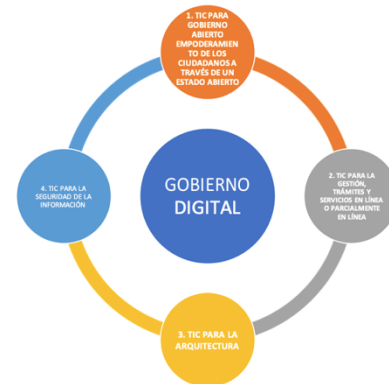 1. TIC PARA
GOBIERNO
ABIERTO
EMPODERAMIEN
TO DE LOS
CIUDADANOS A
TRAVÉS DE UN
ESTADO ABIERTO
4. TIC PARA LA
SEGURIDAD DE LA
INFORMACIÓN
GOBIERNO
DIGITAL
2. TIC PARA LA
GESTIÓN,
TRÁMITES Y
SERVICIOS EN LÍNEA
O PARCIALMENTE
EN LÍNEA
3. TIC PARA LA
ARQUITECTURA